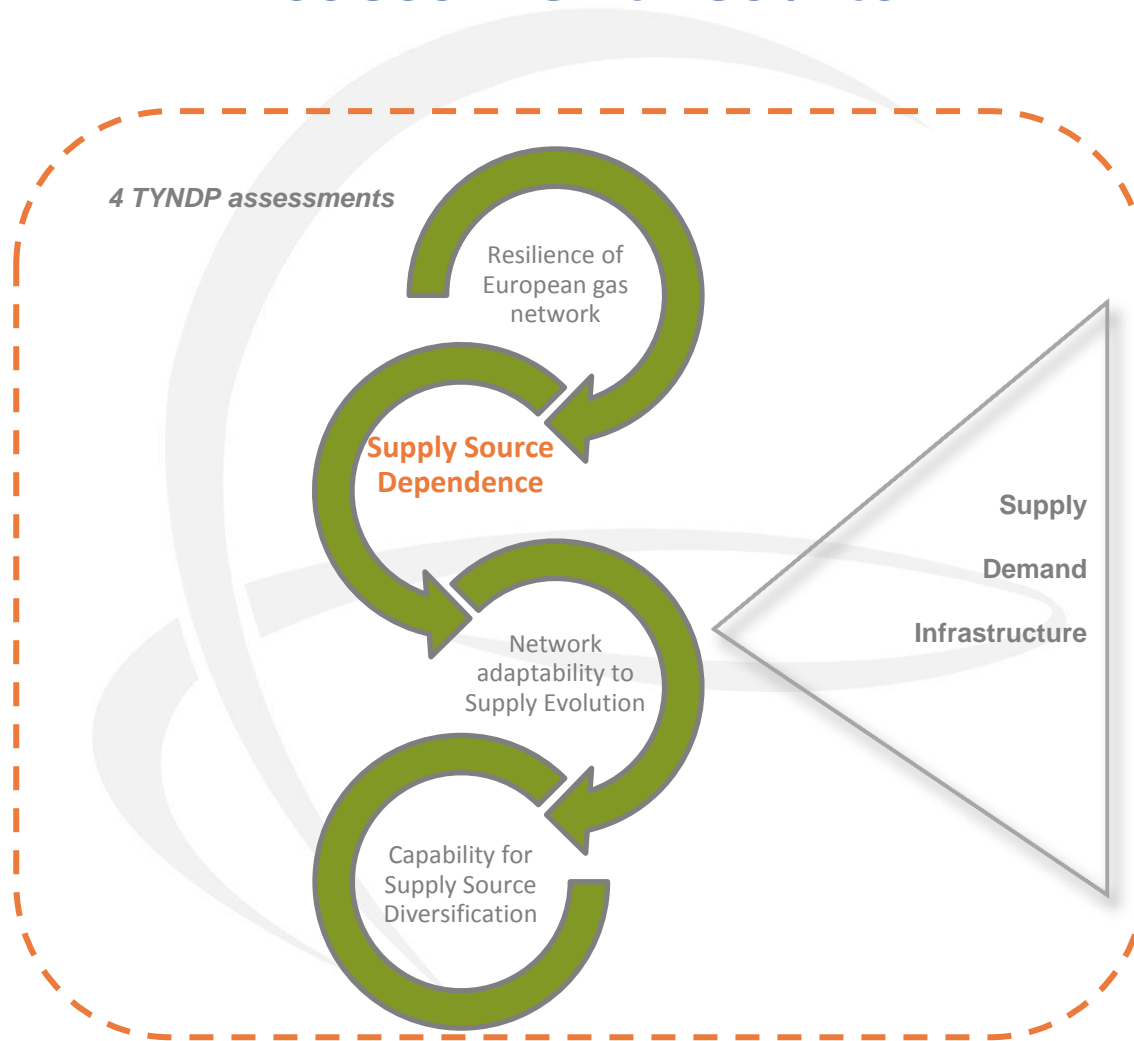 4 TYNDP assessments
Resilience of
European gas
network
Supply Source
Dependence
Network
adaptability to
Supply Evolution
Capability for
Supply Source
Diversification
Supply
Demand
Infrastructure